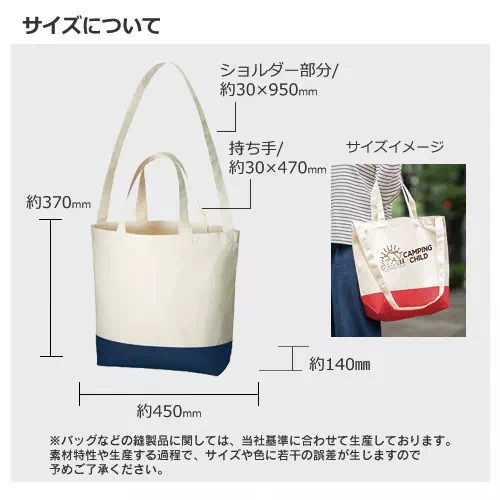 サイズについて
ショルダー部分/
約30×950mm
持ち手/
約30×470mm
サイズイメージ
約370mm
CAMPING
CHILD
約140㎜
約450mm
※バッグなどの縫製品に関しては、当社基準に合わせて生産しております。
素材特性や生産する過程で、サイズや色に若干の誤差が生じますので
予めご了承ください。